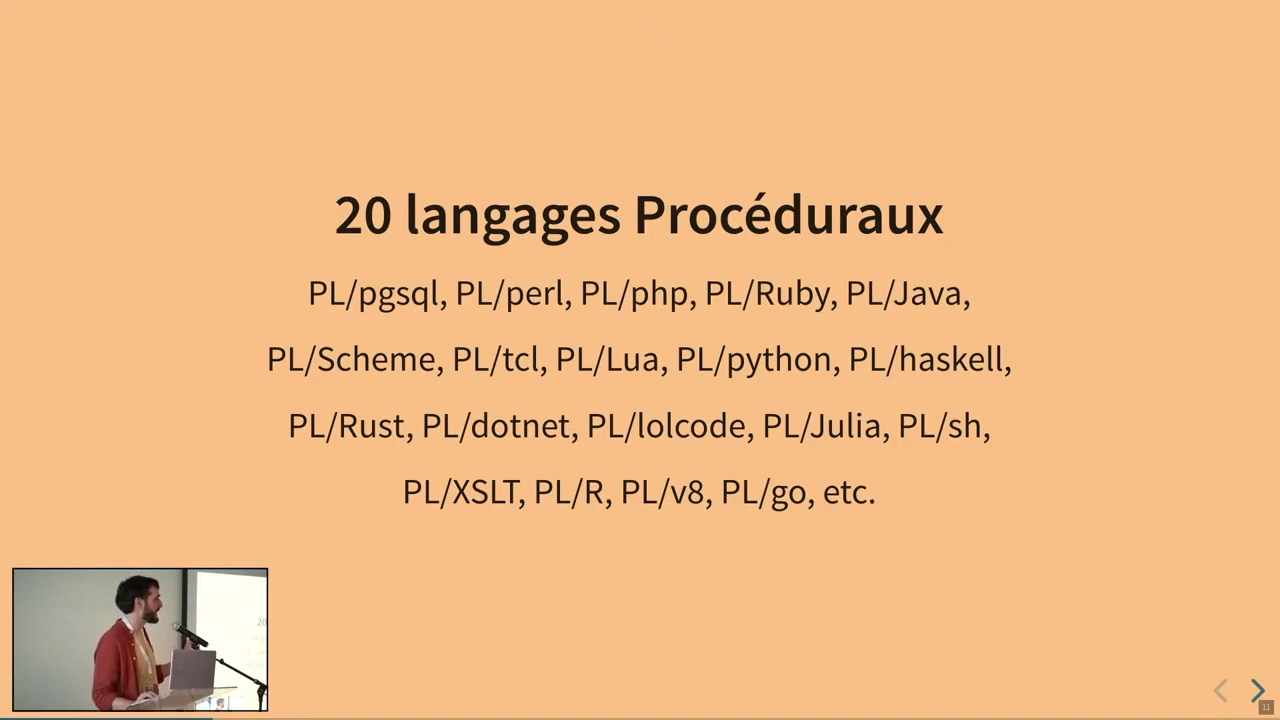 20 langages Procéduraux
PL/pgsql, PL/perl, PL/php, PL/Ruby, PL/Java,
PL/Scheme, PL/tcl, PL/Lua, PL/python, PL/haskell,
PL/Rust, PL/dotnet, PL/lolcode, PL/Julia, PL/sh,
PL/XSLT, PL/R, PL/v8, PL/go, etc.
20
11